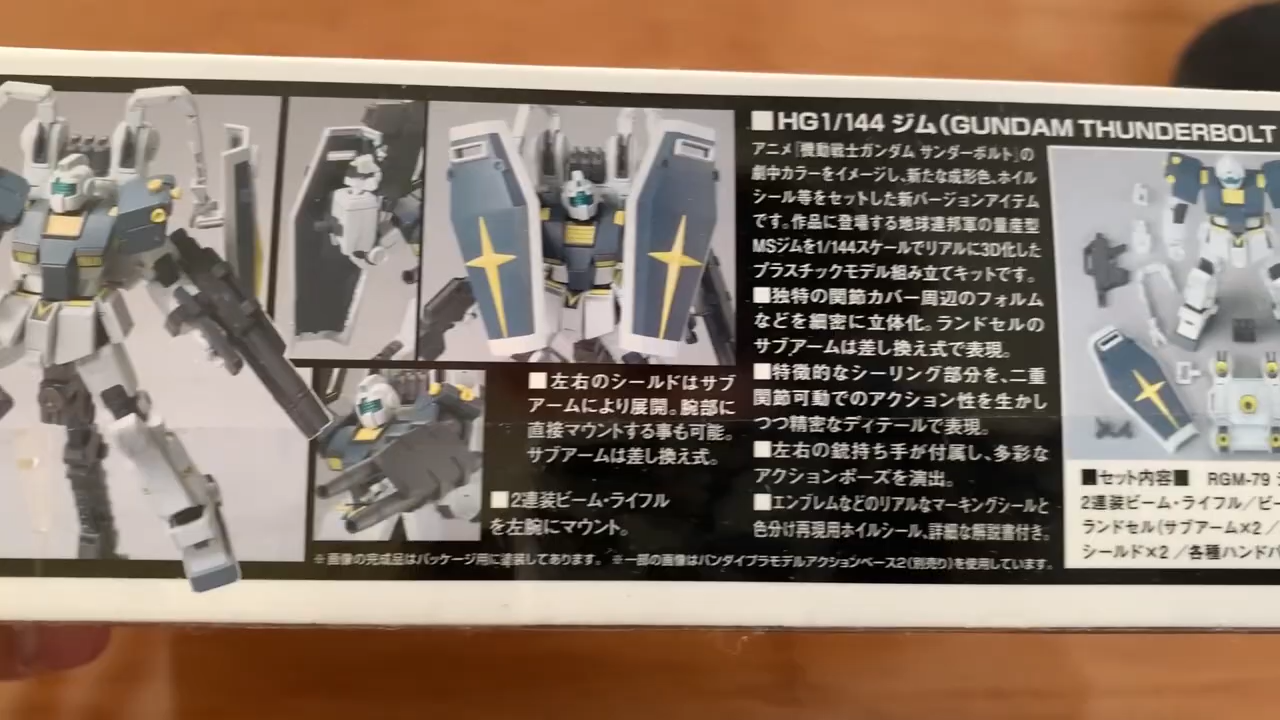 ■左右のシールドはサブ
アームにより展開。腕部に
直接マウントする事も可能。
サブアームは差し換え式。
■2連装ビーム・ライフル
を左腕にマウント。
■HG1/144 ジム(GUNDAM THUNDERBOLT
アニメ『機動戦士ガンダム サンダーボルト』の
劇中カラーをイメージし、新たな成形色、ホイル
シール等をセットした新バージョンアイテム
です。作品に登場する地球連邦軍の量産型
MSジムを1/144スケールでリアルに3D化した
プラスチックモデル組み立てキットです。
■独特の関節カバー周辺のフォルム
などを細密に立体化。ランドセルの
サブアームは差し換え式で表現。
■特徴的なシーリング部分を、二重
関節可動でのアクション性を生かし
つつ精密なディテールで表現。
■左右の銃持ち手が付属し、多彩な
アクションポーズを演出。
■エンブレムなどのリアルなマーキングシールと
色分け再現用ホイルシール、詳細な解説書付き。
■セット内容■ RGM-79
2連装ビーム・ライフル/ビー
ランドセル(サブアーム×2/
シールド×2/各種ハンドパ
※画像の完成品はパッケージ用に塗装してあります。 ※一部の画像はバンダイプラモデルアクションベース2(別売り)を使用しています。